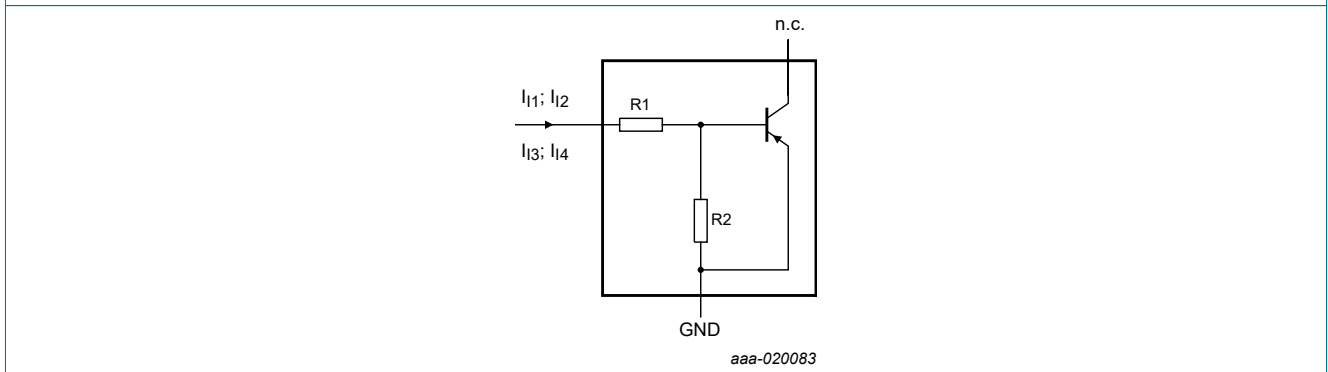 n.c.
II1; II2
R1
II3; II4
R2
GND
aaa-020083